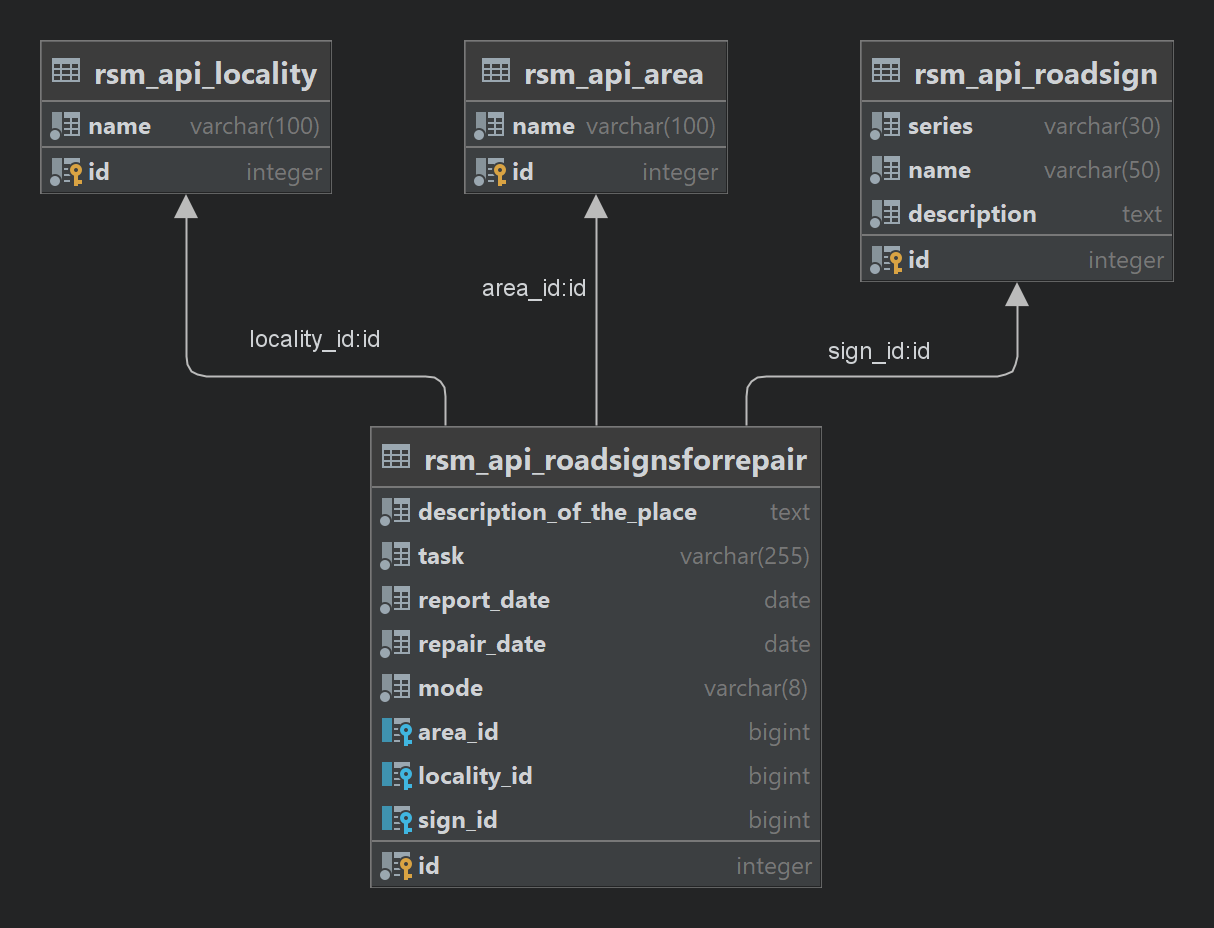 rsm_api_locality
name varchar(100)
id integer
rsm_api_area
name varchar(100)
id integer
rsm_api_roadsign
series varchar(30)
name varchar(50)
description text
id integer
locality_id:id
area_id:id
sign_id:id
rsm_api_roadsignsforrepair
description_of_the_place text
task varchar(255)
report_date date
repair_date date
mode varchar(8)
area_id bigint
locality_id bigint
sign_id bigint
id integer